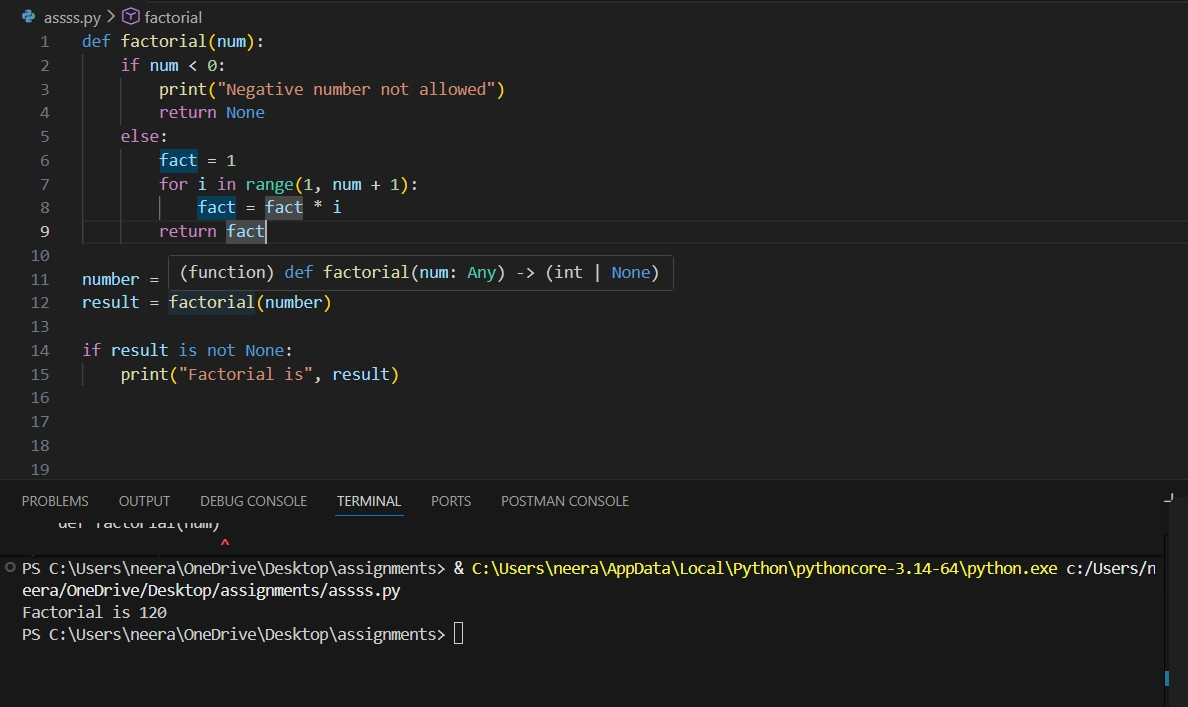 assss.py > factorial
1 def factorial(num):
2     if num < 0:
3         print("Negative number not allowed")
4         return None
5     else:
6         fact = 1
7         for i in range(1, num + 1):
8             fact = fact * i
9         return fact
10
(function) def factorial(num: Any) -> (int | None)
11 number =
12 result = factorial(number)
13
14 if result is not None:
15     print("Factorial is", result)
16
17
18
19
PROBLEMS OUTPUT DEBUG CONSOLE TERMINAL PORTS POSTMAN CONSOLE
def factorial(num)
^
PS C:\Users\neera\OneDrive\Desktop\assignments> & C:\Users\neera\AppData\Local\Python\pythoncore-3.14-64\python.exe c:/Users/n
eera/OneDrive/Desktop/assignments/assss.py
Factorial is 120
PS C:\Users\neera\OneDrive\Desktop\assignments>